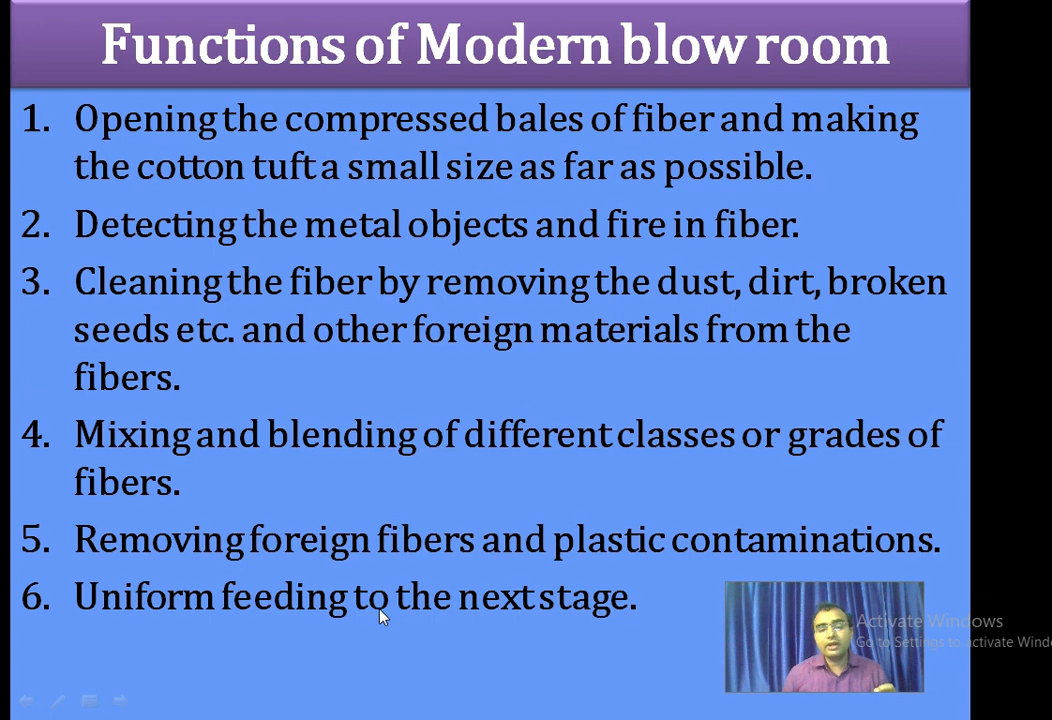 Functions of Modern blow room
1. Opening the compressed bales of fiber and making
the cotton tuft a small size as far as possible.
2. Detecting the metal objects and fire in fiber.
3. Cleaning the fiber by removing the dust, dirt, broken
seeds etc. and other foreign materials from the
fibers.
4. Mixing and blending of different classes or grades of
fibers.
5. Removing foreign fibers and plastic contaminations.
6. Uniform feeding to the next stage.
Activate Windows
Go to Settings to activate Windo